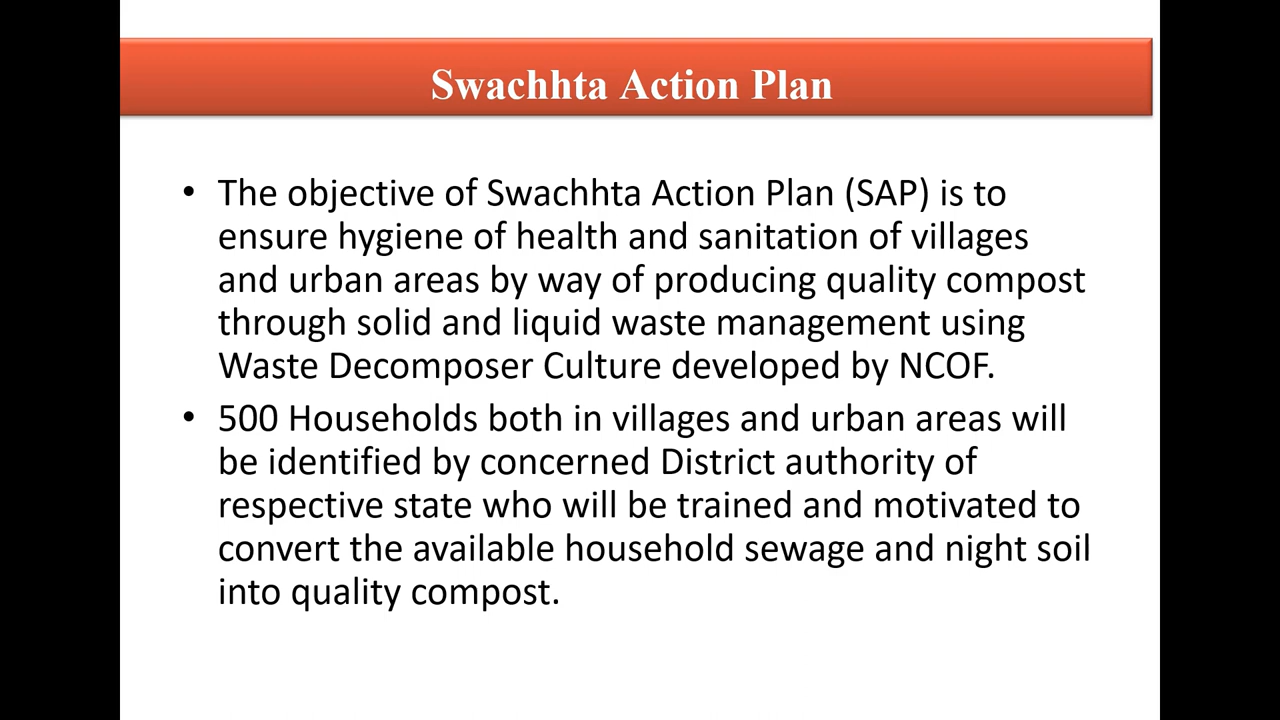 Swachhta Action Plan
• The objective of Swachhta Action Plan (SAP) is to
ensure hygiene of health and sanitation of villages
and urban areas by way of producing quality compost
through solid and liquid waste management using
Waste Decomposer Culture developed by NCOF.
• 500 Households both in villages and urban areas will
be identified by concerned District authority of
respective state who will be trained and motivated to
convert the available household sewage and night soil
into quality compost.